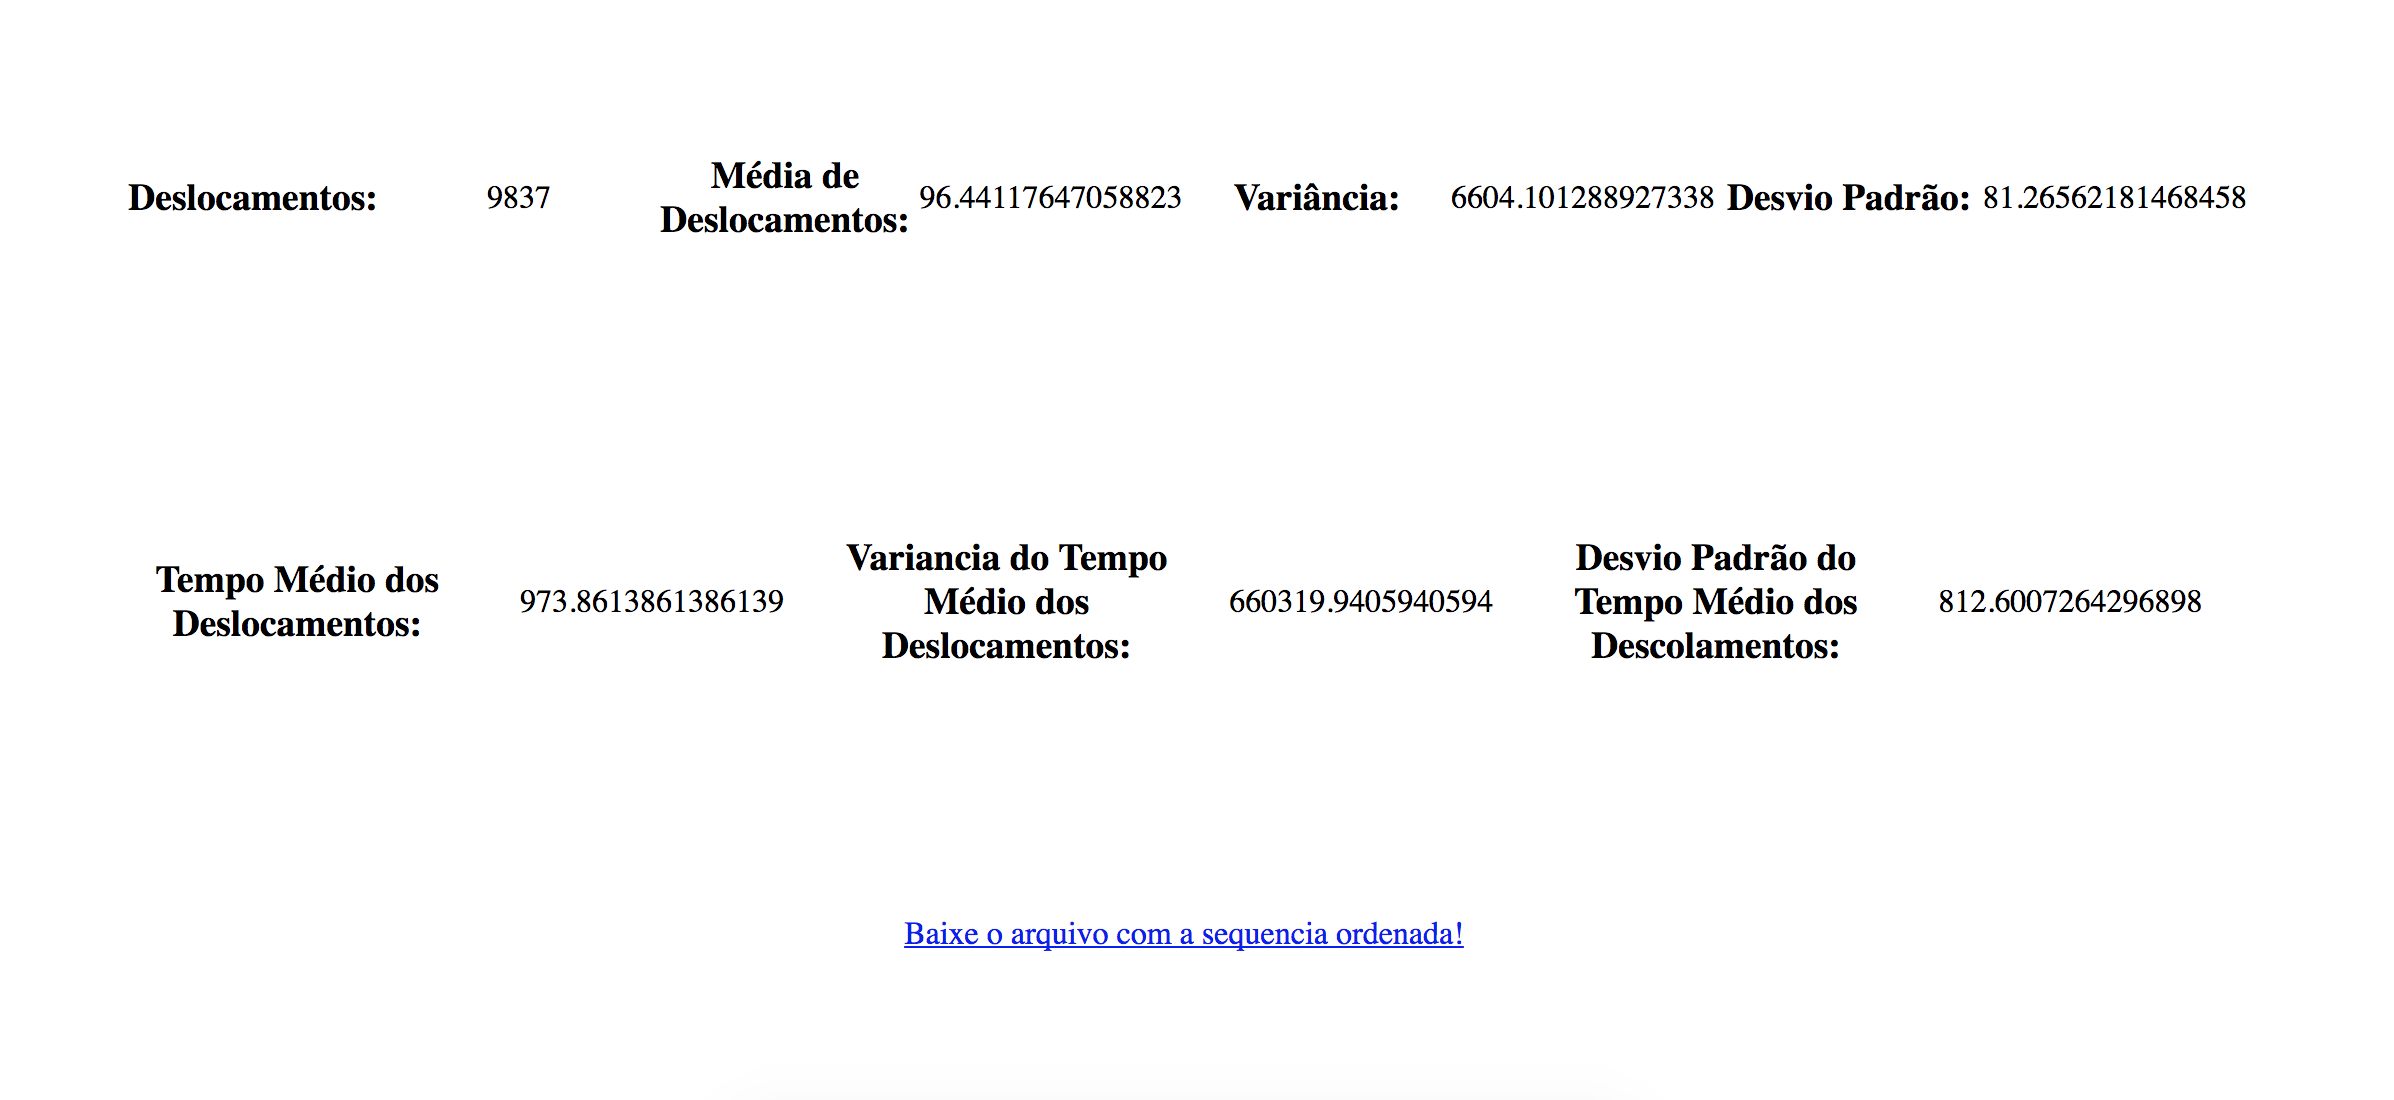 Deslocamentos: 9837 Média de Deslocamentos: 96.44117647058823 Variância: 6604.101288927338 Desvio Padrão: 81.26562181468458
Tempo Médio dos
Deslocamentos:
973.8613861386139
Variancia do Tempo
Médio dos
Deslocamentos:
660319.9405940594
Desvio Padrão do
Tempo Médio dos
Descolamentos:
812.6007264296898
Baixe o arquivo com a sequencia ordenada!